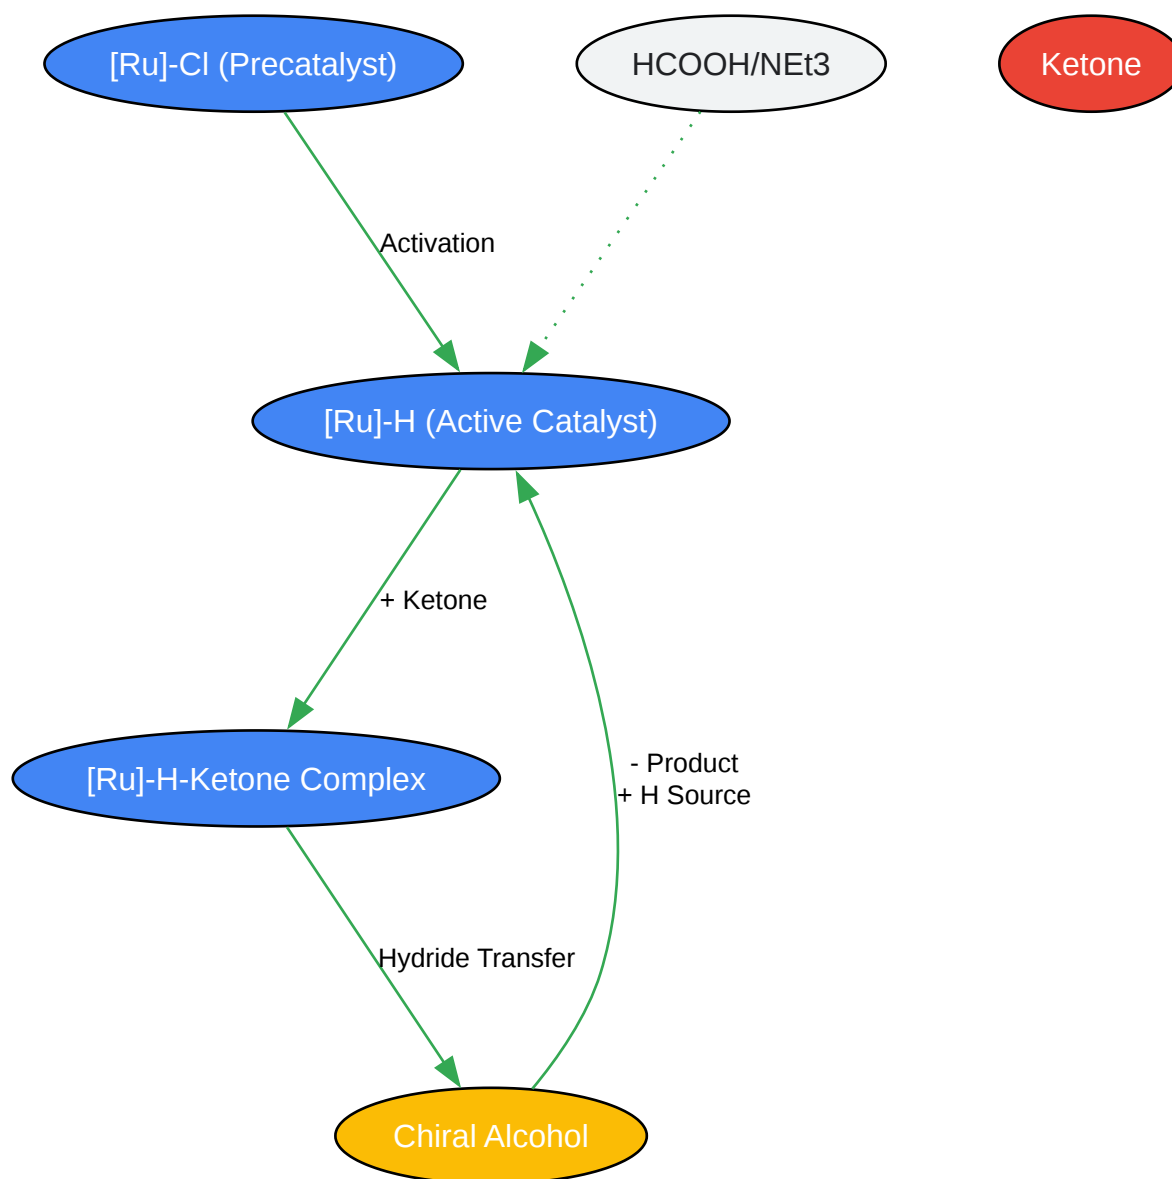 [Ru]-Cl (Precatalyst)
HCOOH/NEt3
Ketone
Activation
[Ru]-H (Active Catalyst)
+ Ketone
[Ru]-H-Ketone Complex
- Product
+ H Source
Hydride Transfer
Chiral Alcohol